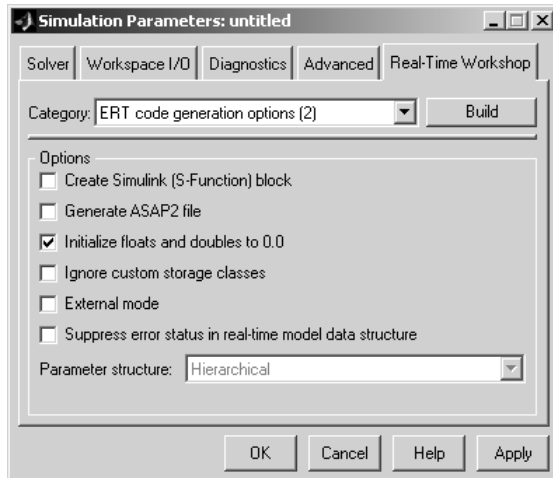 Simulation Parameters: untitled
Solver Workspace I/O Diagnostics Advanced Real-Time Workshop
Category: ERT code generation options (2) Build
Options
Create Simulink (S-Function) block
Generate ASAP2 file
Initialize floats and doubles to 0.0
Ignore custom storage classes
External mode
Suppress error status in real-time model data structure
Parameter structure: Hierarchical
OK Cancel Help Apply